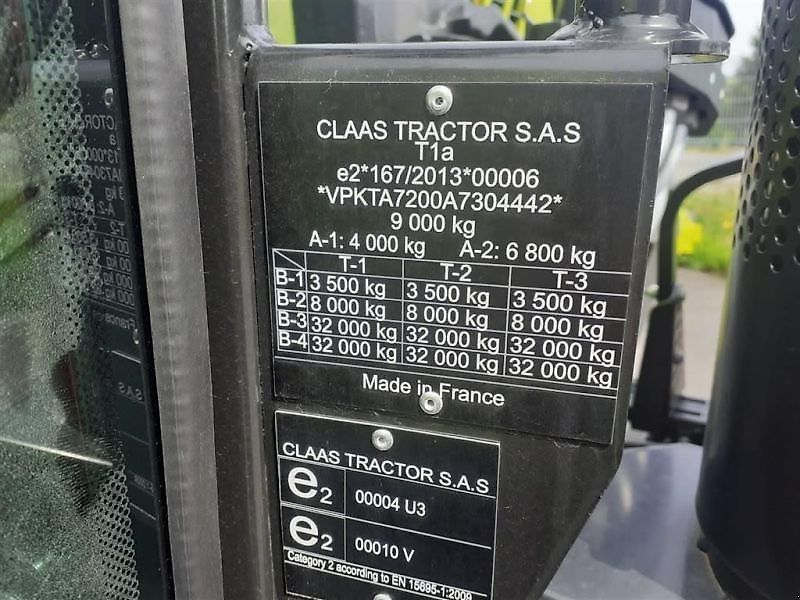 CLAAS TRACTOR S.A.S
T1a
e2*167/2013*00006
*VPKTA7200A7304442*
9 000 kg
A-1: 4 000 kg A-2: 6 800 kg
T-1 T-2 T-3
B-1 3 500 kg 3 500 kg 3 500 kg
B-2 8 000 kg 8 000 kg 8 000 kg
B-3 32 000 kg 32 000 kg 32 000 kg
B-4 32 000 kg 32 000 kg 32 000 kg
Made in France
CLAAS TRACTOR S.A.S
e2 00004 U3
e2 00010 V
Category 2 according to EN 15695-1:2009